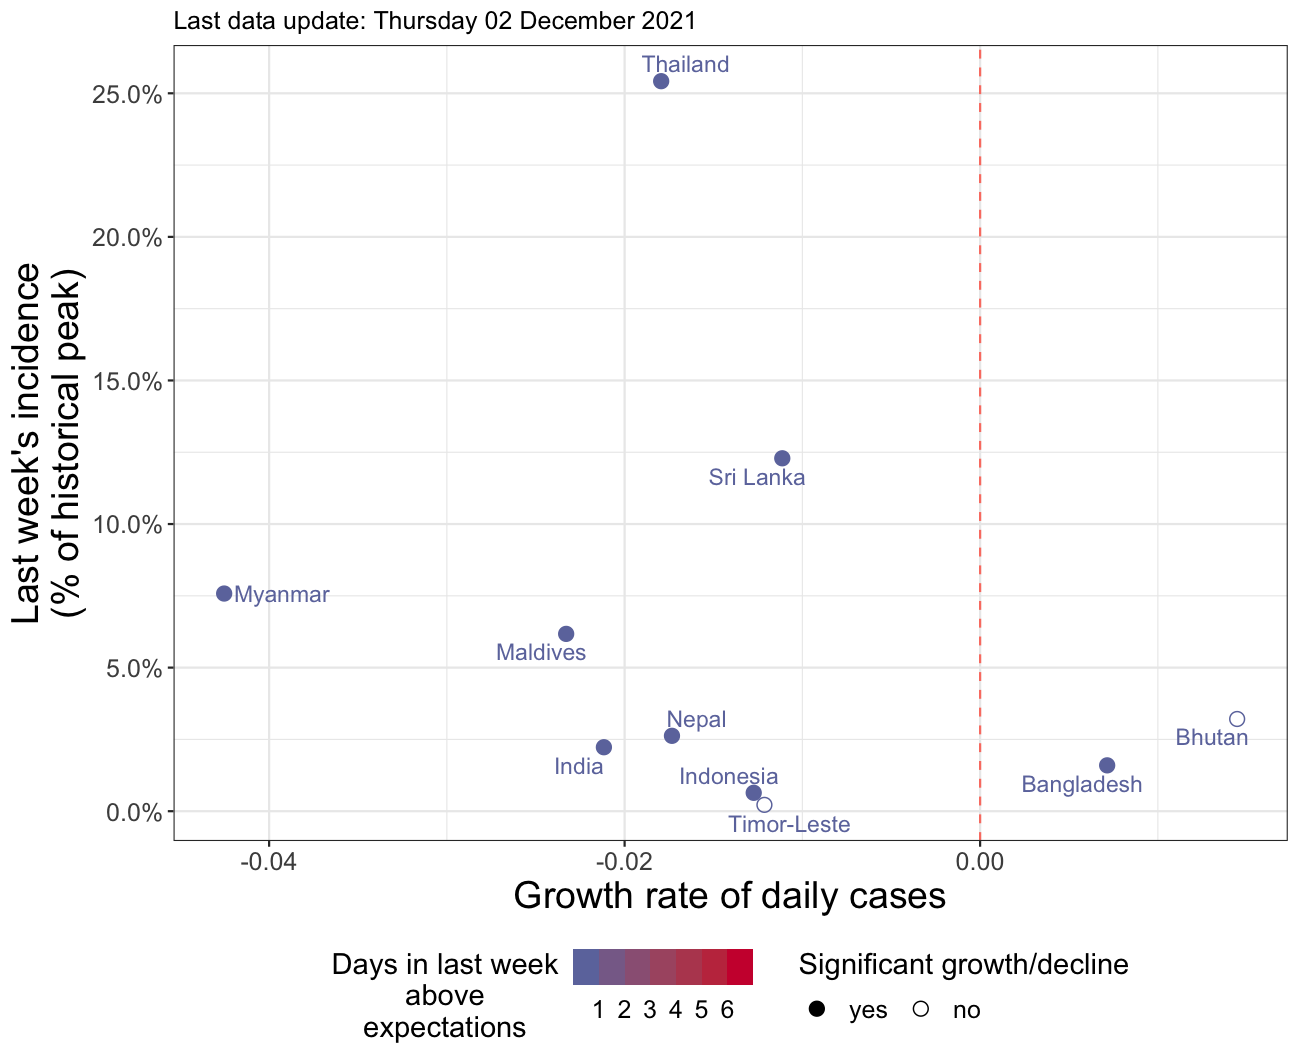 Last data update: Thursday 02 December 2021
Last week's incidence
(% of historical peak)
25.0%
20.0%
15.0%
10.0%
5.0%
0.0%
Thailand
Sri Lanka
Myanmar
Maldives
Nepal
India
Indonesia
Timor-Leste
Bhutan
Bangladesh
-0.04 -0.02 0.00
Growth rate of daily cases
Days in last week
above
expectations
1 2 3 4 5 6
Significant growth/decline
yes no